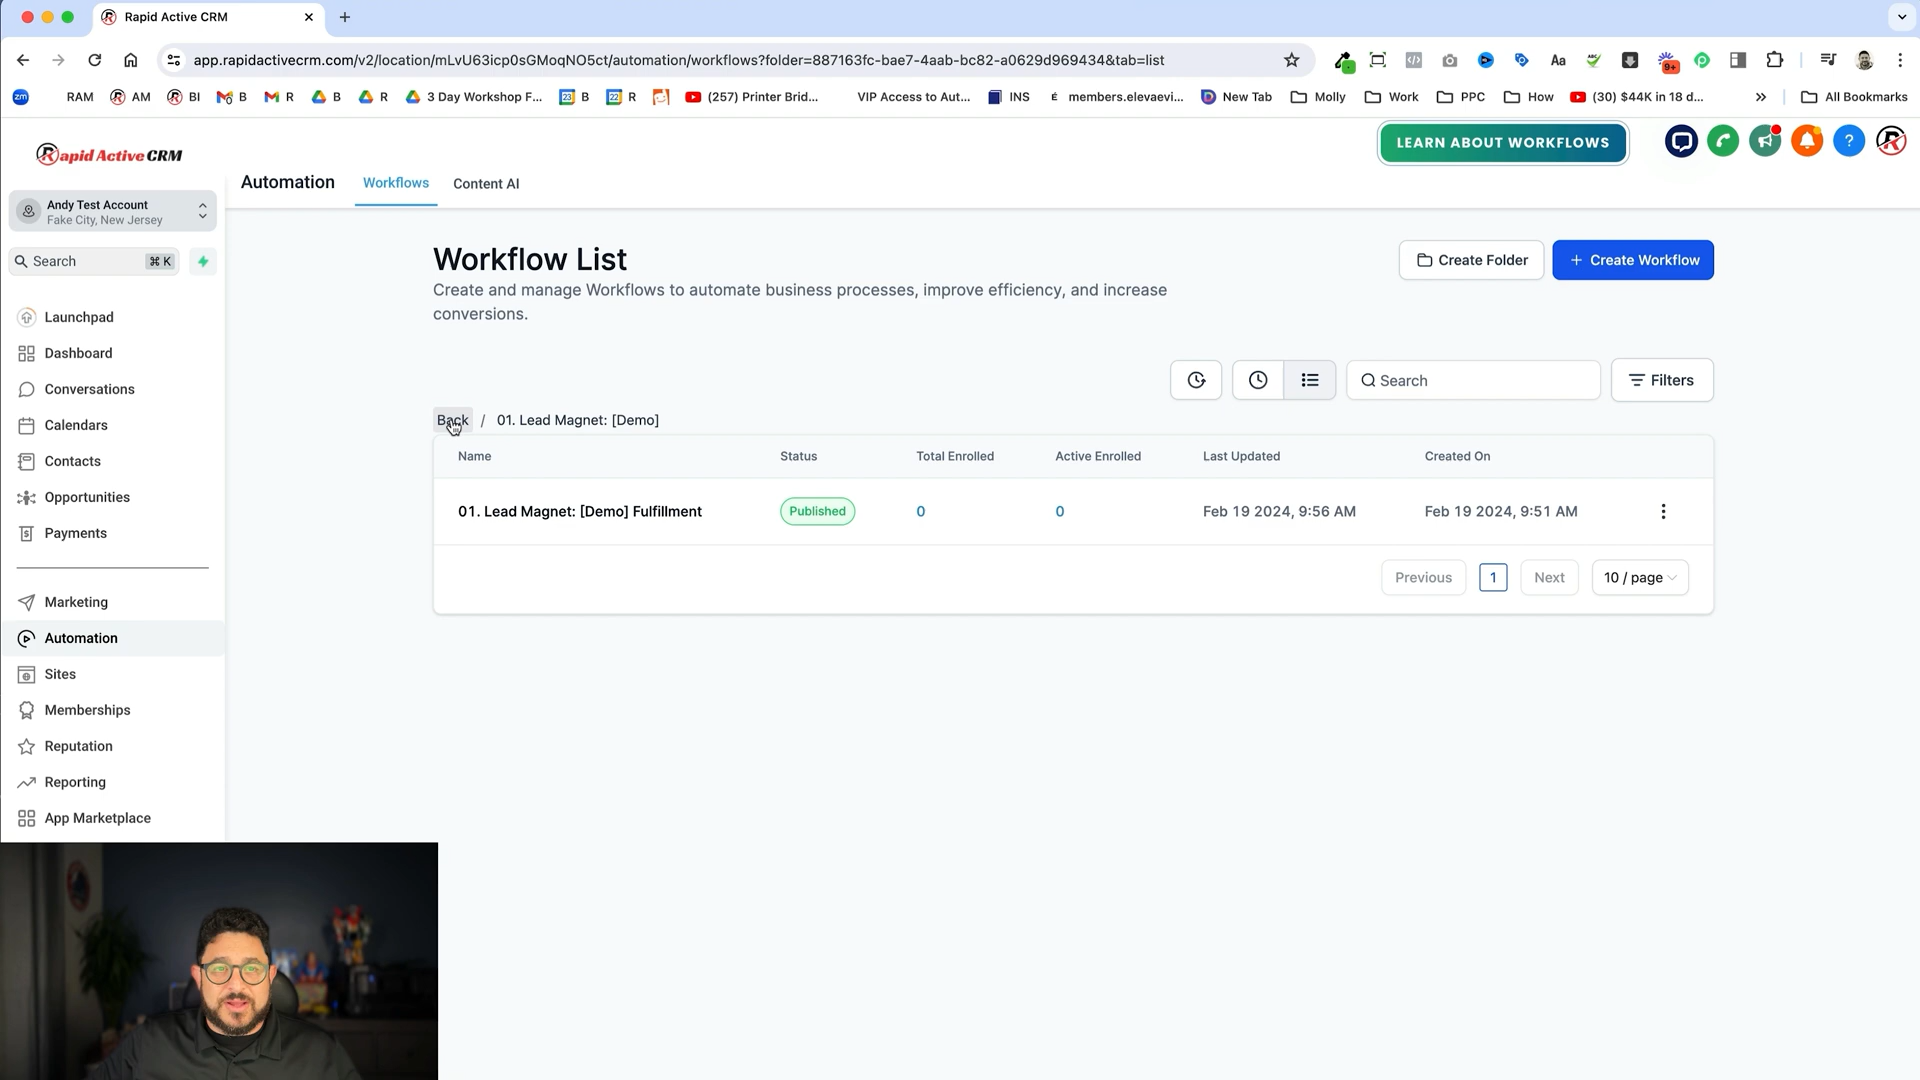 Rapid Active CRM
app.rapidactivecrm.com/v2/location/mLvU63icp0sGMoqNO5ct/automation/workflows?folder=887163fc-bae7-4aab-bc82-a0629d969434&tab=list
Aa
9+
zm
RAM
AM
BI
B
R
B
R
3 Day Workshop F...
23
B
22
R
(257) Printer Brid...
VIP Access to Aut...
INS
É
members.elevaevi...
New Tab
Molly
Work
PPC
How
(30) $44K in 18 d...
»
All Bookmarks
Rapid Active CRM
LEARN ABOUT WORKFLOWS
?
Automation
Workflows
Content AI
Andy Test Account
Fake City, New Jersey
Search
⌘ K
Launchpad
Dashboard
Conversations
Calendars
Contacts
Opportunities
Payments
Marketing
Automation
Sites
Memberships
Reputation
Reporting
App Marketplace
Workflow List
Create and manage Workflows to automate business processes, improve efficiency, and increase
conversions.
Create Folder
+ Create Workflow
Search
Filters
Back / 01. Lead Magnet: [Demo]
Name
Status
Total Enrolled
Active Enrolled
Last Updated
Created On
01. Lead Magnet: [Demo] Fulfillment
Published
0
0
Feb 19 2024, 9:56 AM
Feb 19 2024, 9:51 AM
Previous
1
Next
10 / page